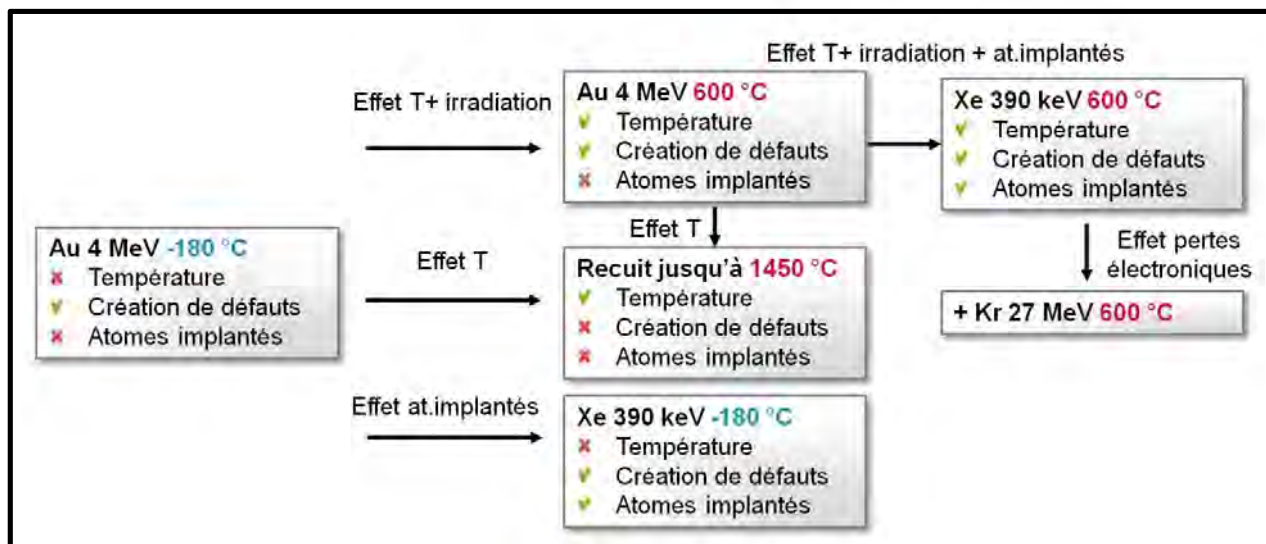 Effet T+ irradiation + at.implantés
Effet T+ irradiation
Au 4 MeV 600 °C
Température
Création de défauts
Atomes implantés
Xe 390 keV 600 °C
Température
Création de défauts
Atomes implantés
Effet T
Effet pertes
électroniques
Au 4 MeV -180 °C
Température
Création de défauts
Atomes implantés
Effet T
Recuit jusqu'à 1450 °C
Température
Création de défauts
Atomes implantés
+ Kr 27 MeV 600 °C
Effet at.implantés
Xe 390 keV -180 °C
Température
Création de défauts
Atomes implantés